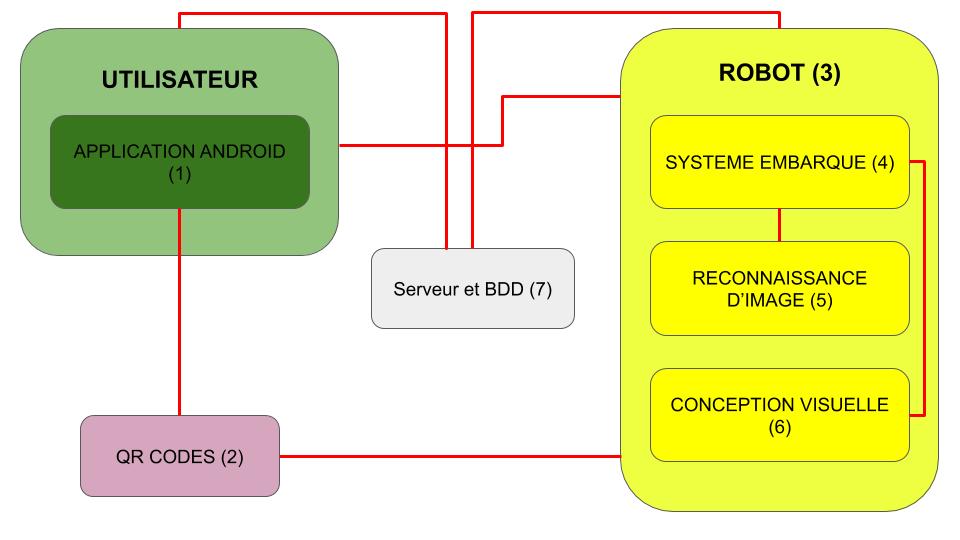 UTILISATEUR
APPLICATION ANDROID
(1)
ROBOT (3)
SYSTEME EMBARQUE (4)
RECONNAISSANCE
D'IMAGE (5)
CONCEPTION VISUELLE
(6)
Serveur et BDD (7)
QR CODES (2)